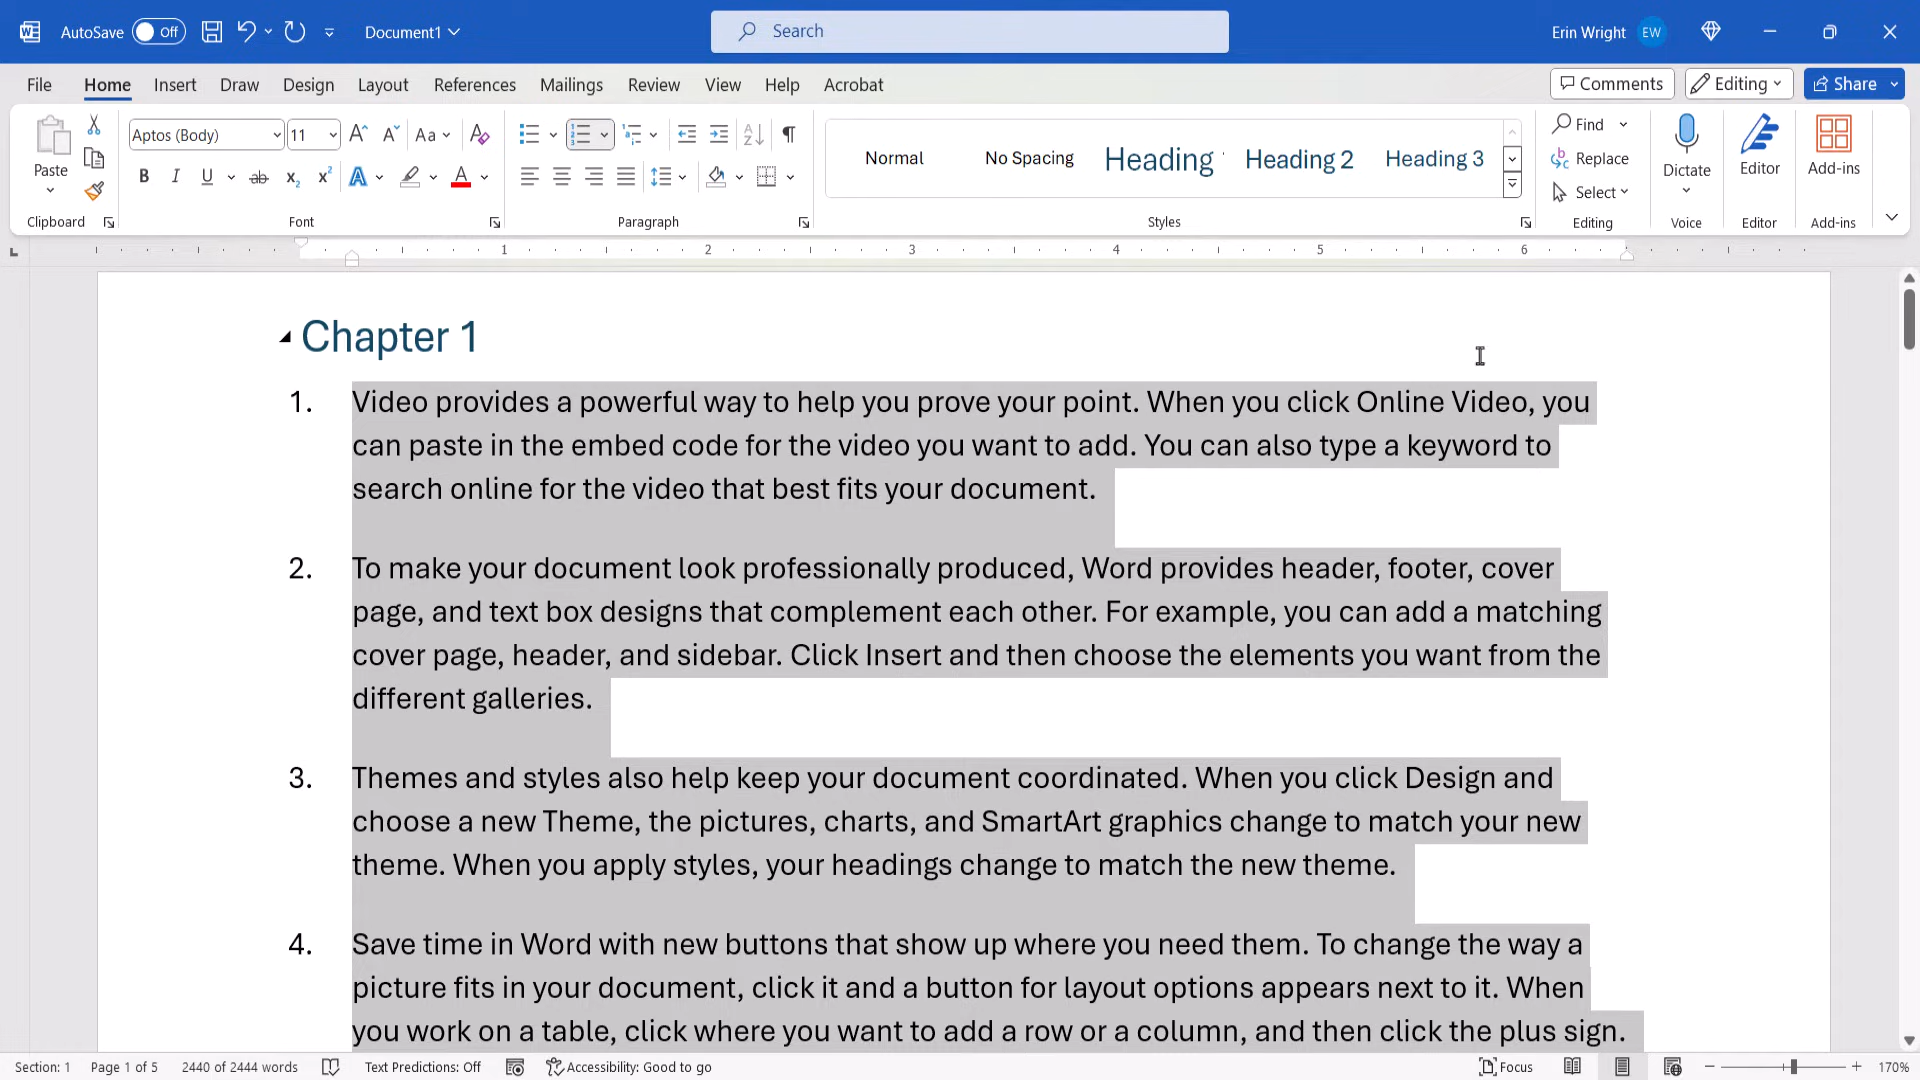 AutoSave Off Document1 Search Erin Wright EW
File Home Insert Draw Design Layout References Mailings Review View Help Acrobat Comments Editing Share
Paste Aptos (Body) 11 Aa Normal No Spacing Heading Heading 2 Heading 3 Find Replace Select Dictate Editor Add-ins
B I U ab x₂ x² A A
Clipboard Font Paragraph Styles Editing Voice Editor Add-ins
1 2 3 4 5 6
Chapter 1
1. Video provides a powerful way to help you prove your point. When you click Online Video, you
can paste in the embed code for the video you want to add. You can also type a keyword to
search online for the video that best fits your document.
2. To make your document look professionally produced, Word provides header, footer, cover
page, and text box designs that complement each other. For example, you can add a matching
cover page, header, and sidebar. Click Insert and then choose the elements you want from the
different galleries.
3. Themes and styles also help keep your document coordinated. When you click Design and
choose a new Theme, the pictures, charts, and SmartArt graphics change to match your new
theme. When you apply styles, your headings change to match the new theme.
4. Save time in Word with new buttons that show up where you need them. To change the way a
picture fits in your document, click it and a button for layout options appears next to it. When
you work on a table, click where you want to add a row or a column, and then click the plus sign.
Section: 1 Page 1 of 5 2440 of 2444 words Text Predictions: Off Accessibility: Good to go Focus 170%